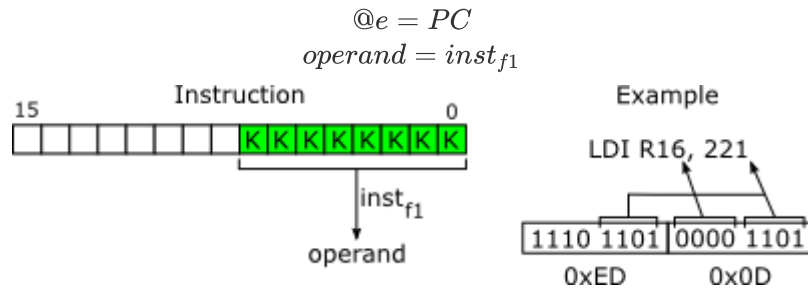 @e = PC
operand = inst_f1
Instruction
Example
15
0
K K K K K K K K
LDI R16, 221
inst_f1
operand
1110 1101 0000 1101
0xED 0x0D